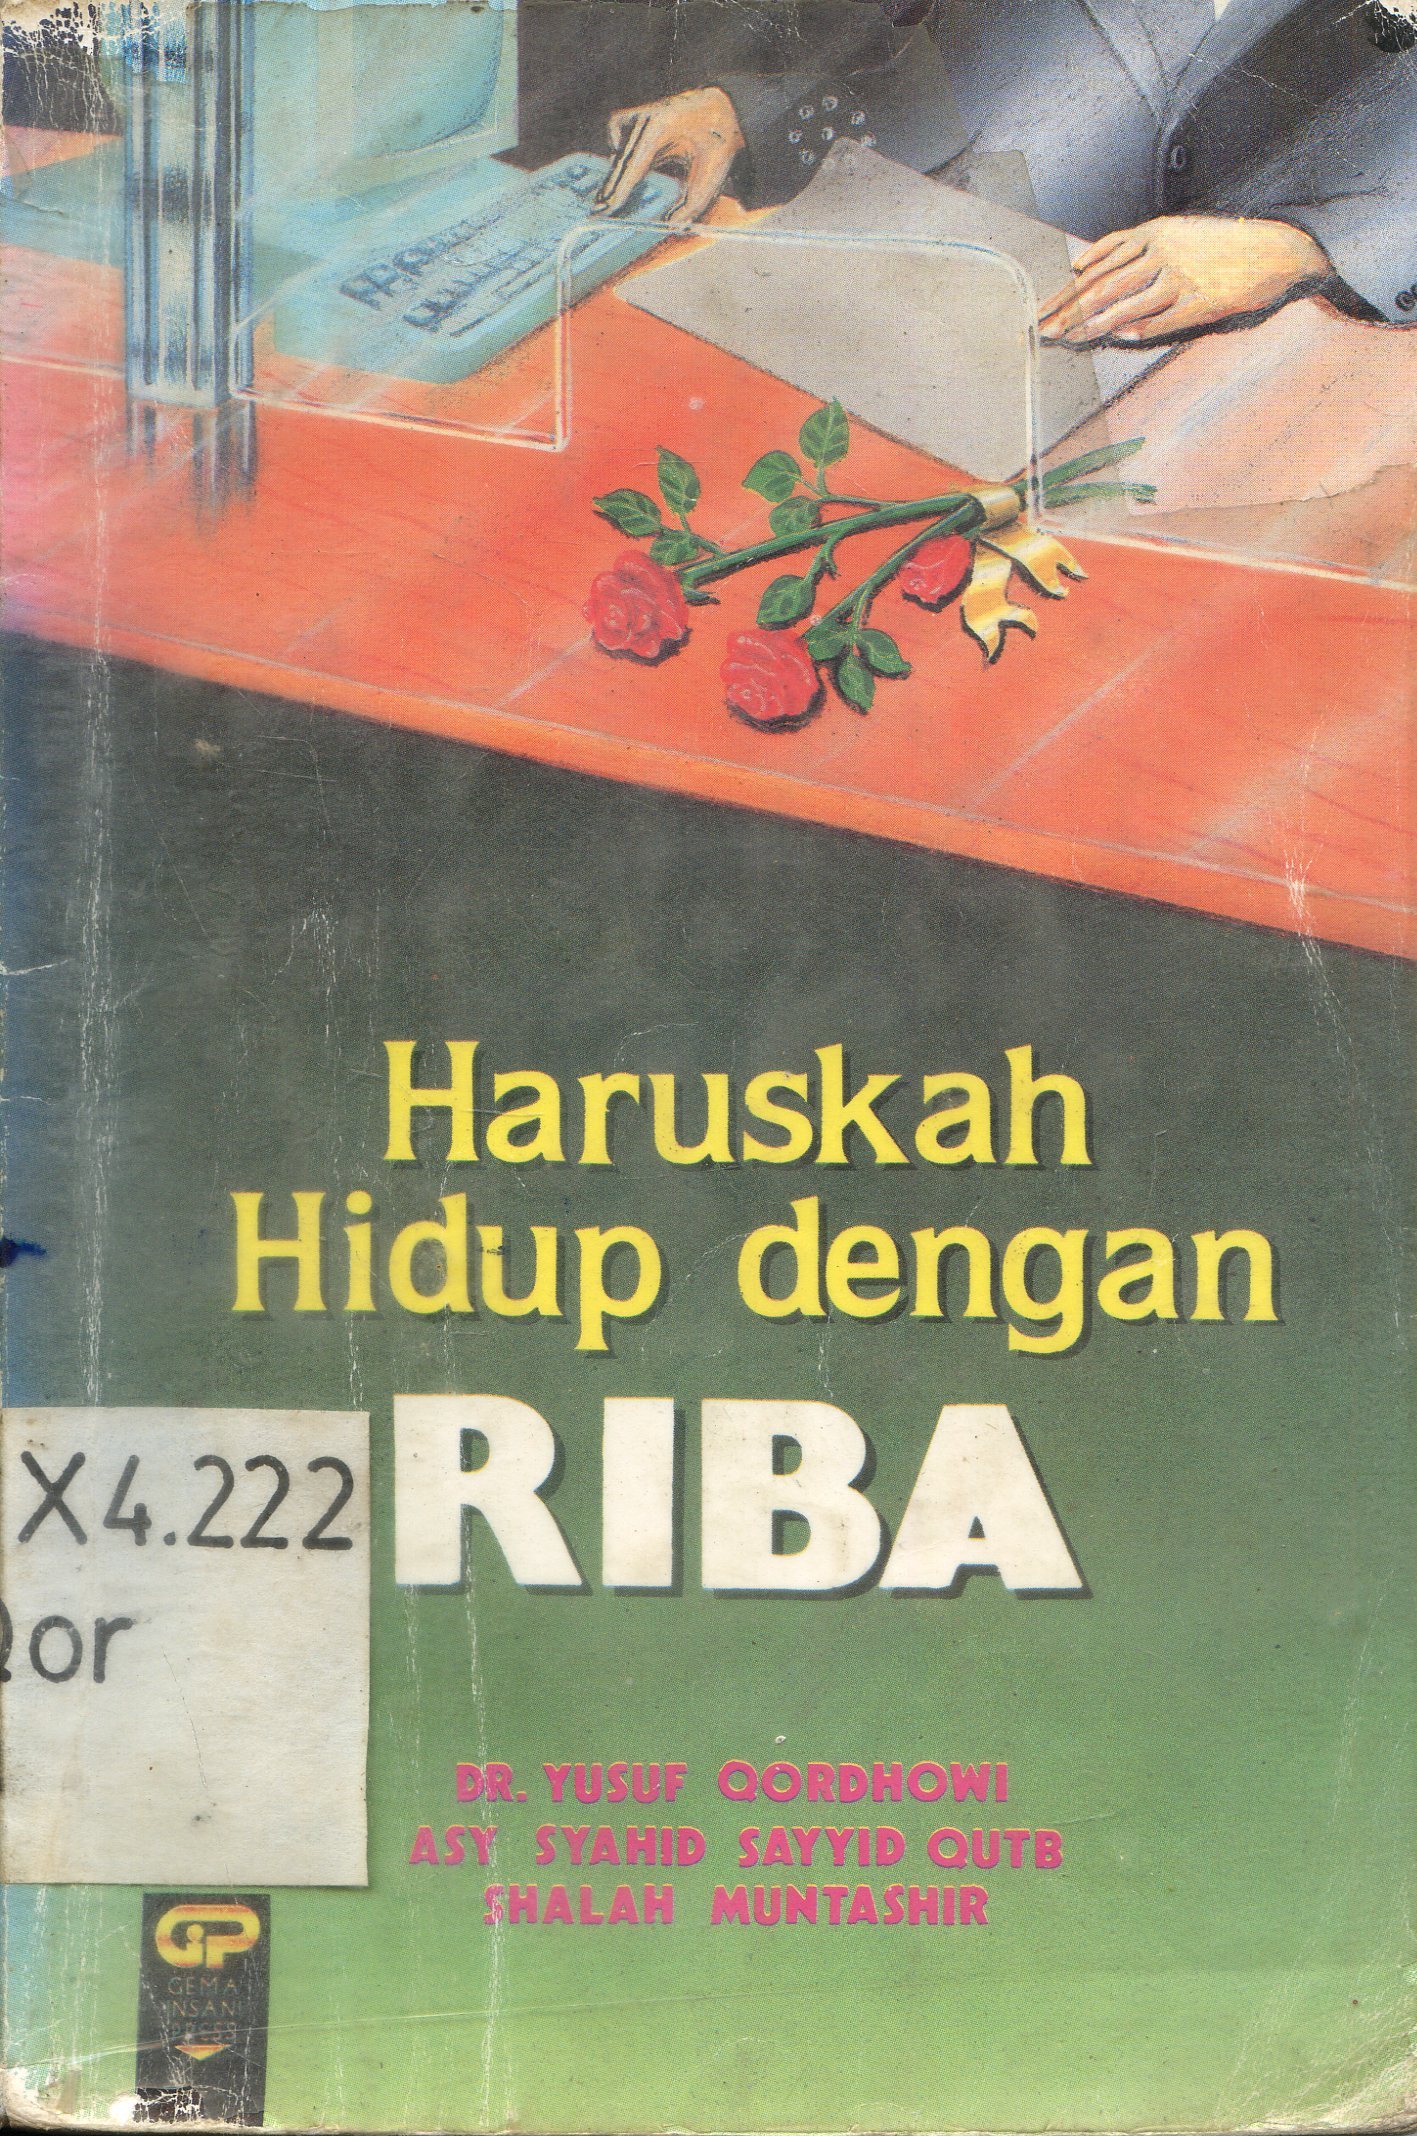 Haruskah
Hidup dengan
RIBA
X4.222
Qor
DR. YUSUF QORDHOWI
ASY SYAHID SAYYID QUTB
SHALAH MUNTASHIR
GIP
GEMA
INSANI
PRESS